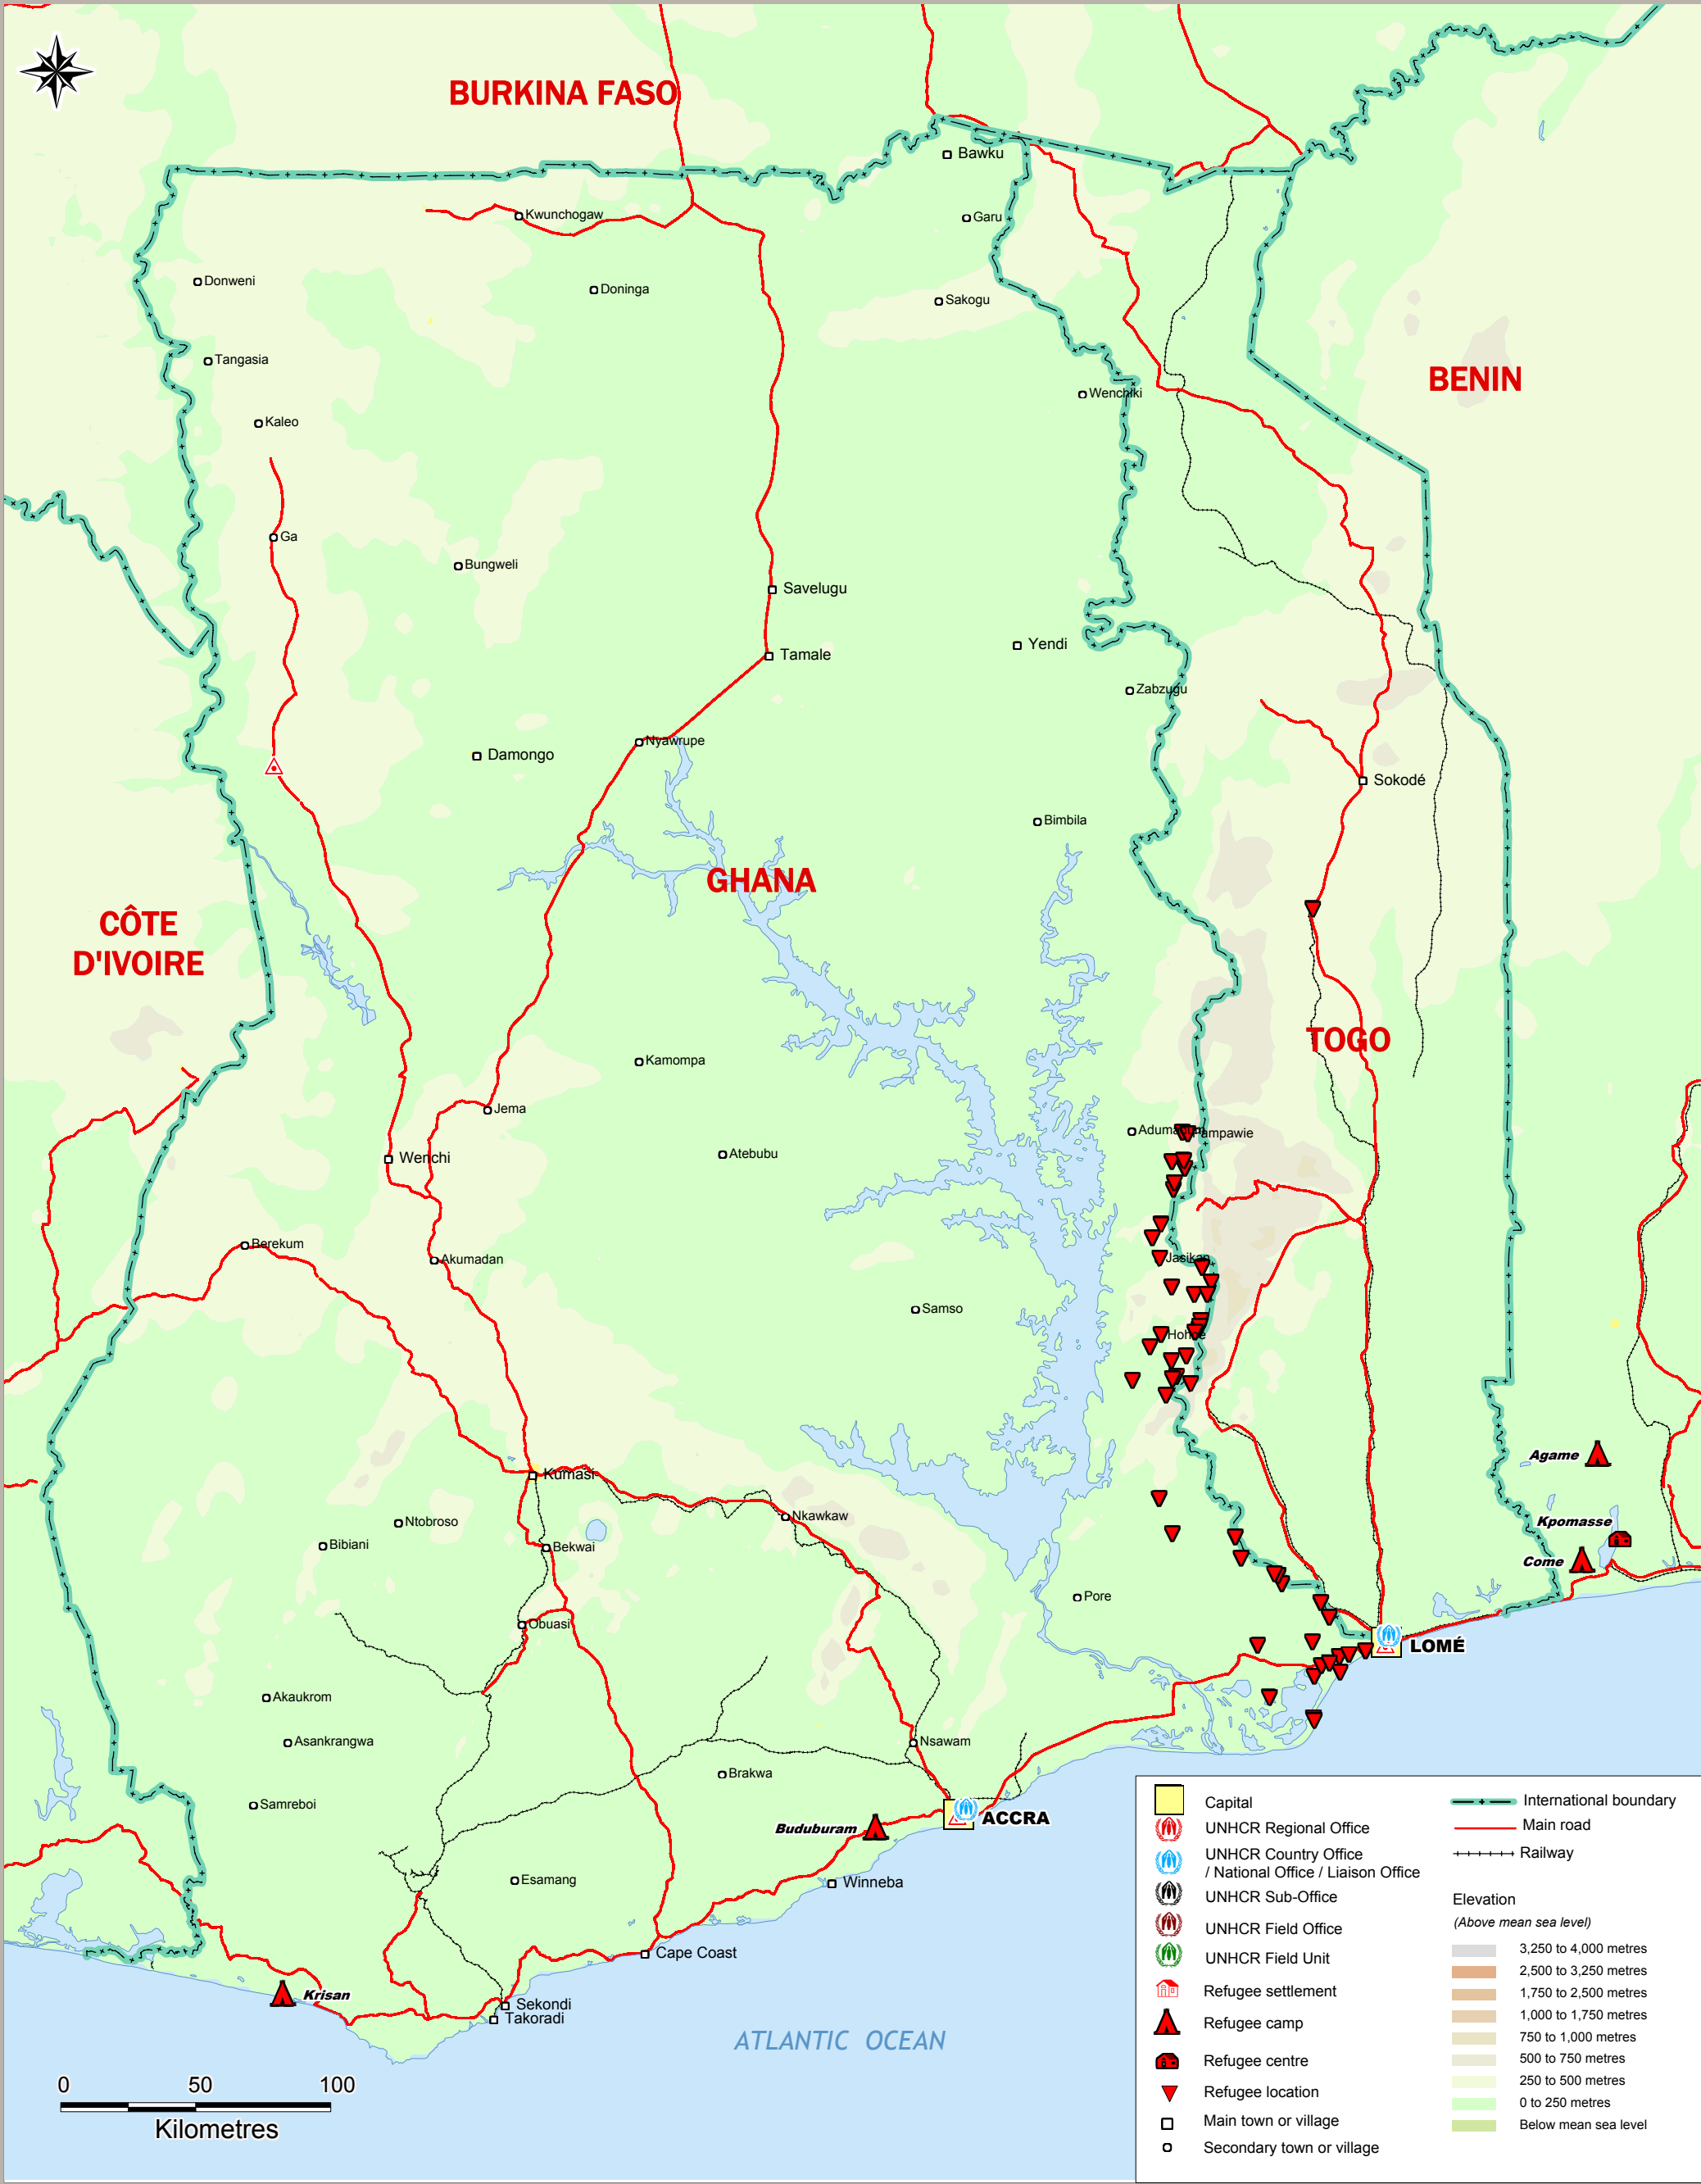 BURKINA FASO
Bawku
Kwunchogaw
Garu
Donweni
Doninga
Sakogu
Tangasia
BENIN
Wenchiki
Kaleo
Ga
Bungweli
Savelugu
Yendi
Tamale
Zabzugu
Nyawrupe
Damongo
Sokodé
Bimbila
GHANA
CÔTE
D'IVOIRE
TOGO
Kamompa
Jema
Pampawie
Atebubu
Wenchi
Berekum
Jasikan
Akumadan
Samso
Hohoe
Agame
Kumasi
Nkawkaw
Kpomasse
Ntobroso
Bibiani
Bekwai
Come
Pore
Obuasi
LOMÉ
Akaukrom
Asankrangwa
Nsawam
Brakwa
Samreboi
ACCRA
Buduburam
Esamang
Winneba
Cape Coast
Krisan
Sekondi
Takoradi
ATLANTIC OCEAN
0 50 100
Kilometres
Capital
UNHCR Regional Office
UNHCR Country Office
/ National Office / Liaison Office
UNHCR Sub-Office
UNHCR Field Office
UNHCR Field Unit
Refugee settlement
Refugee camp
Refugee centre
Refugee location
Main town or village
Secondary town or village
International boundary
Main road
Railway
Elevation
(Above mean sea level)
3,250 to 4,000 metres
2,500 to 3,250 metres
1,750 to 2,500 metres
1,000 to 1,750 metres
750 to 1,000 metres
500 to 750 metres
250 to 500 metres
0 to 250 metres
Below mean sea level